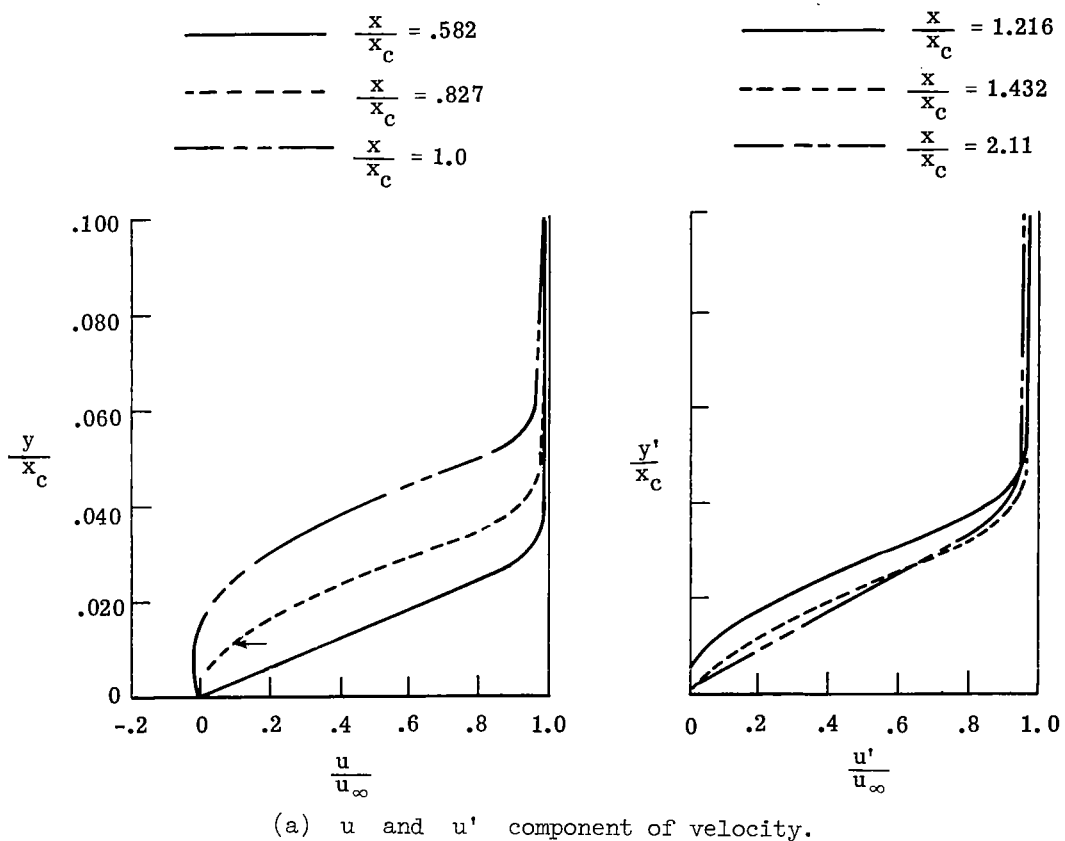 x/x_c = .582
x/x_c = .827
x/x_c = 1.0
x/x_c = 1.216
x/x_c = 1.432
x/x_c = 2.11
.100
.080
.060
.040
.020
0
y/x_c
-.2 0 .2 .4 .6 .8 1.0
u/u_∞
y'/x_c
0 .2 .4 .6 .8 1.0
u'/u_∞
(a) u and u' component of velocity.